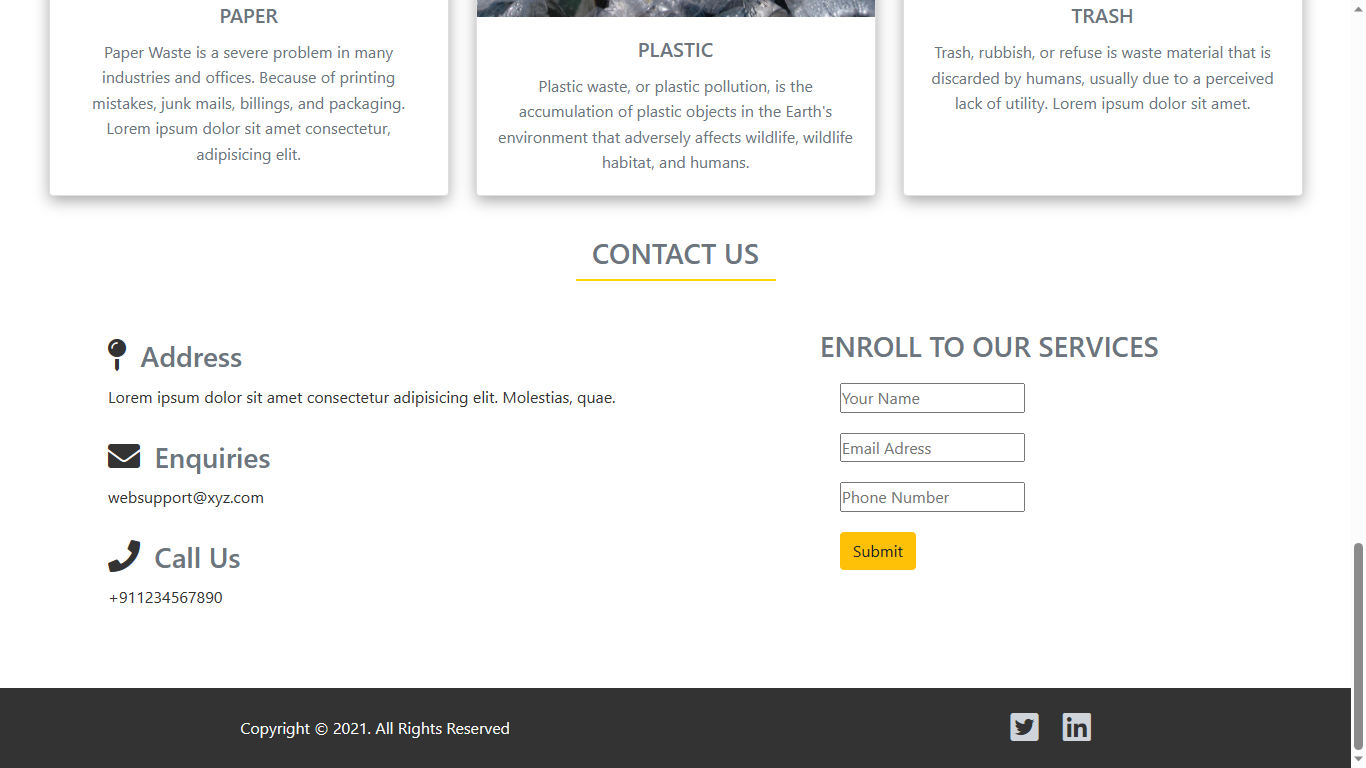 PAPER
Paper Waste is a severe problem in many
industries and offices. Because of printing
mistakes, junk mails, billings, and packaging.
Lorem ipsum dolor sit amet consectetur,
adipisicing elit.
PLASTIC
Plastic waste, or plastic pollution, is the
accumulation of plastic objects in the Earth's
environment that adversely affects wildlife, wildlife
habitat, and humans.
TRASH
Trash, rubbish, or refuse is waste material that is
discarded by humans, usually due to a perceived
lack of utility. Lorem ipsum dolor sit amet.
CONTACT US
Address
Lorem ipsum dolor sit amet consectetur adipisicing elit. Molestias, quae.
Enquiries
websupport@xyz.com
Call Us
+911234567890
ENROLL TO OUR SERVICES
Your Name
Email Adress
Phone Number
Submit
Copyright © 2021. All Rights Reserved